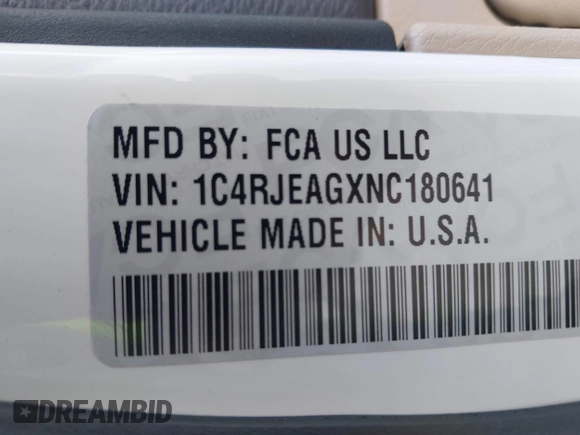 MFD BY: FCA US LLC
VIN: 1C4RJEAGXNC180641
VEHICLE MADE IN: U.S.A.
DREAMBID